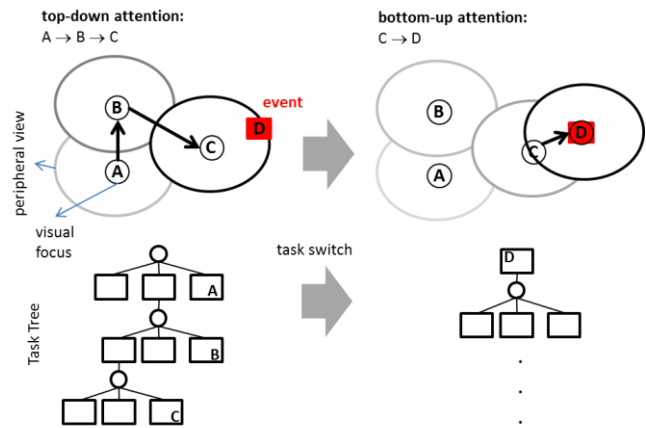 top-down attention:
A → B → C
bottom-up attention:
C → D
B
event
D
C
A
peripheral view
visual
focus
B
D
C
A
task switch
Task Tree
A
B
C
D